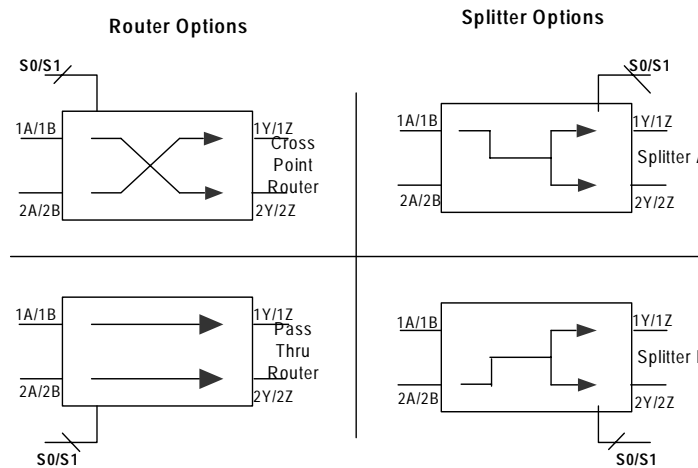 Router Options
Splitter Options
S0/S1
1A/1B
2A/2B
1Y/1Z
Cross
Point
Router
2Y/2Z
S0/S1
1A/1B
2A/2B
1Y/1Z
Splitter
2Y/2Z
1A/1B
2A/2B
1Y/1Z
Pass
Thru
Router
2Y/2Z
S0/S1
1A/1B
2A/2B
1Y/1Z
Splitter
2Y/2Z
S0/S1